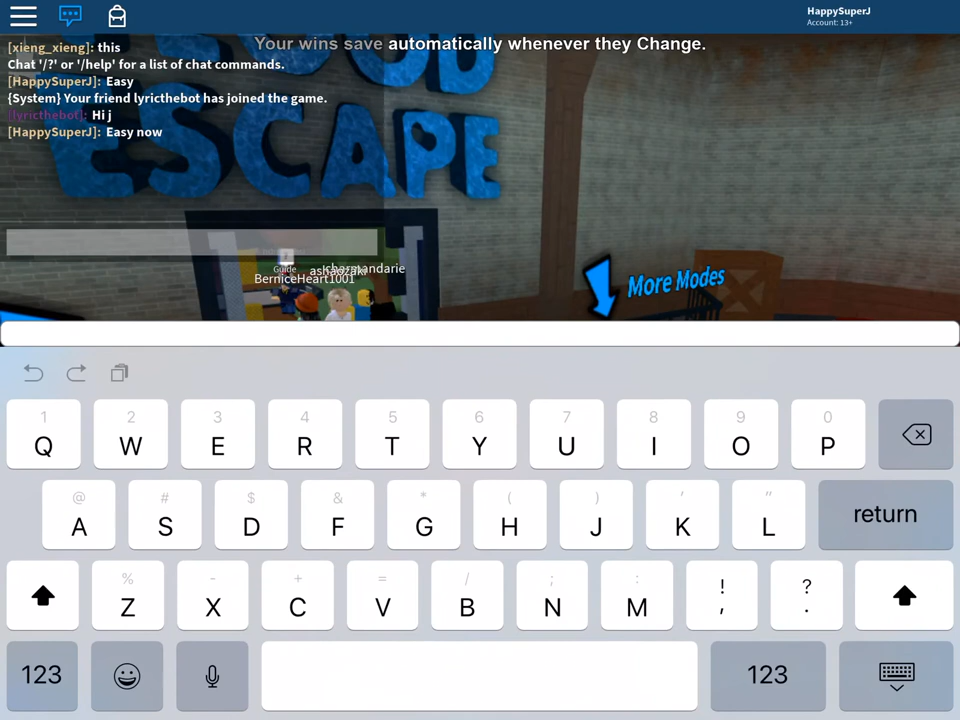 HappySuperJ
Account: 13+
[xieng_xieng]: this
Your wins save automatically whenever they Change.
Chat '/?' or '/help' for a list of chat commands.
[HappySuperJ]: Easy
{System} Your friend lyricthebot has joined the game.
[lyricthebot]: Hi j
[HappySuperJ]: Easy now
ESCAPE
Guide
BerniceHeart1001
More Modes
1 2 3 4 5 6 7 8 9 0
Q W E R T Y U I O P
@ # $ & * ( ) ' "
A S D F G H J K L return
% - + = / ; : ! ?
Z X C V B N M , .
123 123